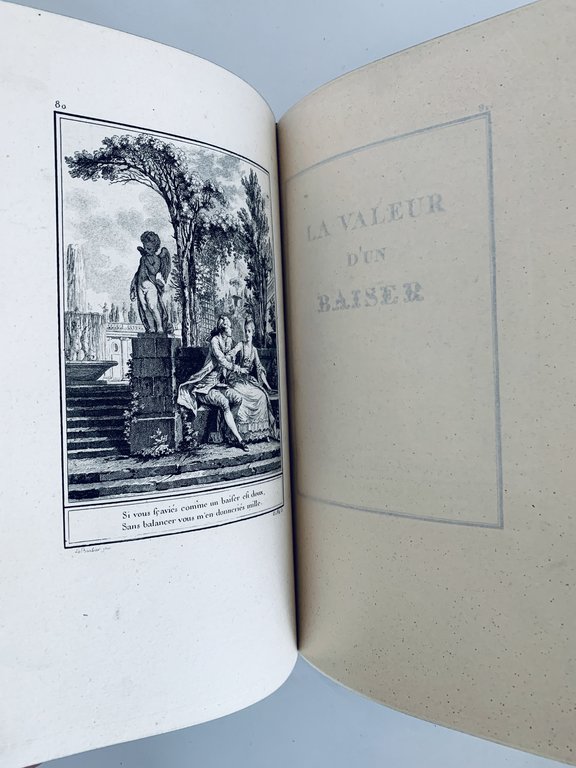 80
Si vous sçaviés comme un baiser est doux,
Sans balancer vous m'en donneriés mille.
81
LA VALEUR
D'UN
BAISER